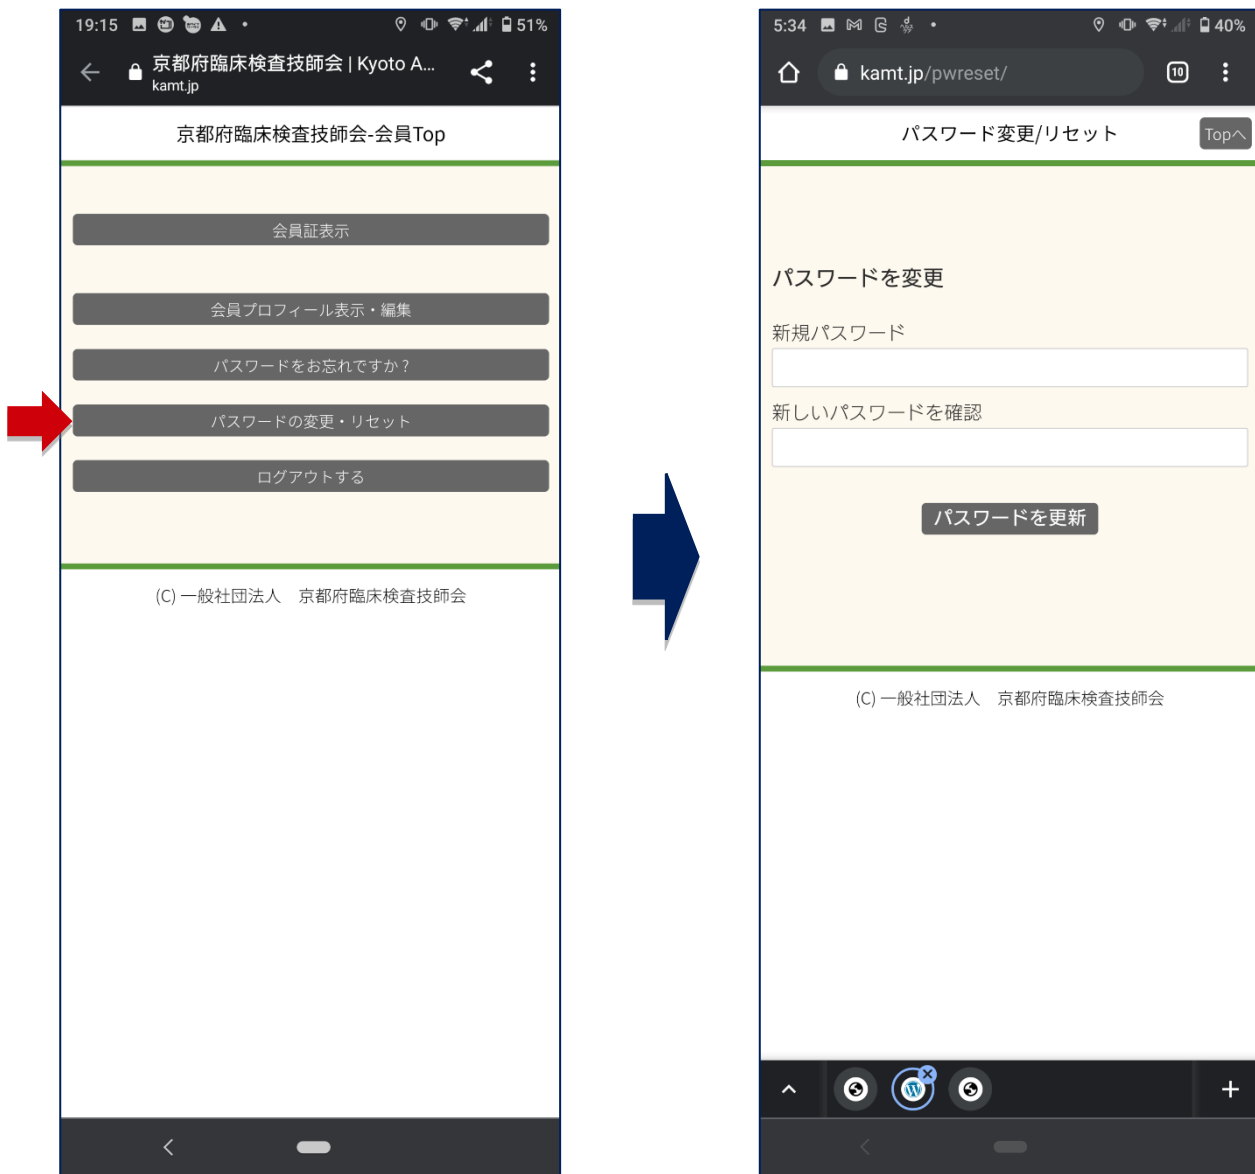 19:15
51%
京都府臨床検査技師会 | Kyoto A...
kamt.jp
京都府臨床検査技師会-会員Top
会員証表示
会員プロフィール表示・編集
パスワードをお忘れですか？
パスワードの変更・リセット
ログアウトする
(C) 一般社団法人　京都府臨床検査技師会
5:34
40%
kamt.jp/pwreset/
10
パスワード変更/リセット
Topへ
パスワードを変更
新規パスワード
新しいパスワードを確認
パスワードを更新
(C) 一般社団法人　京都府臨床検査技師会